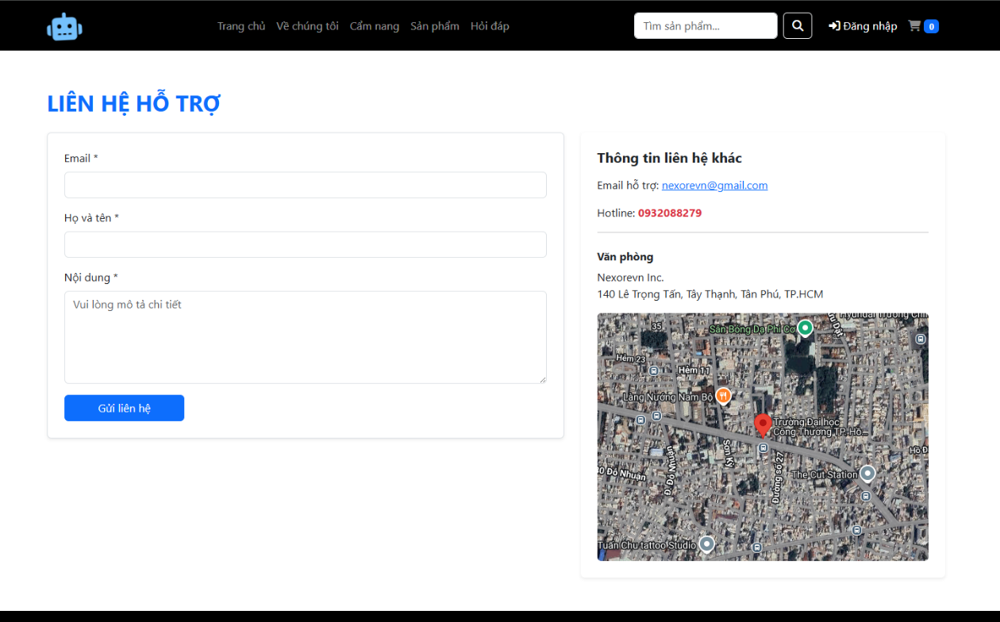 Trang chủ Về chúng tôi Cẩm nang Sản phẩm Hỏi đáp Tìm sản phẩm... Đăng nhập 0
LIÊN HỆ HỖ TRỢ
Email *
Họ và tên *
Nội dung *
Vui lòng mô tả chi tiết
Gửi liên hệ
Thông tin liên hệ khác
Email hỗ trợ: nexorevn@gmail.com
Hotline: 0932088279
Văn phòng
Nexorevn Inc.
140 Lê Trọng Tấn, Tây Thạnh, Tân Phú, TP.HCM
35
Sân Bóng Đạ Phi Cơ
Hẻm 23
Hẻm 11
Làng Nướng Nam Bộ
Trường Đại học
Công Thương TP. Hồ...
Sơn Kỳ
Đường số 27
Đỗ Nhuận
The Cut Station
Tuấn Chu tattoo Studio